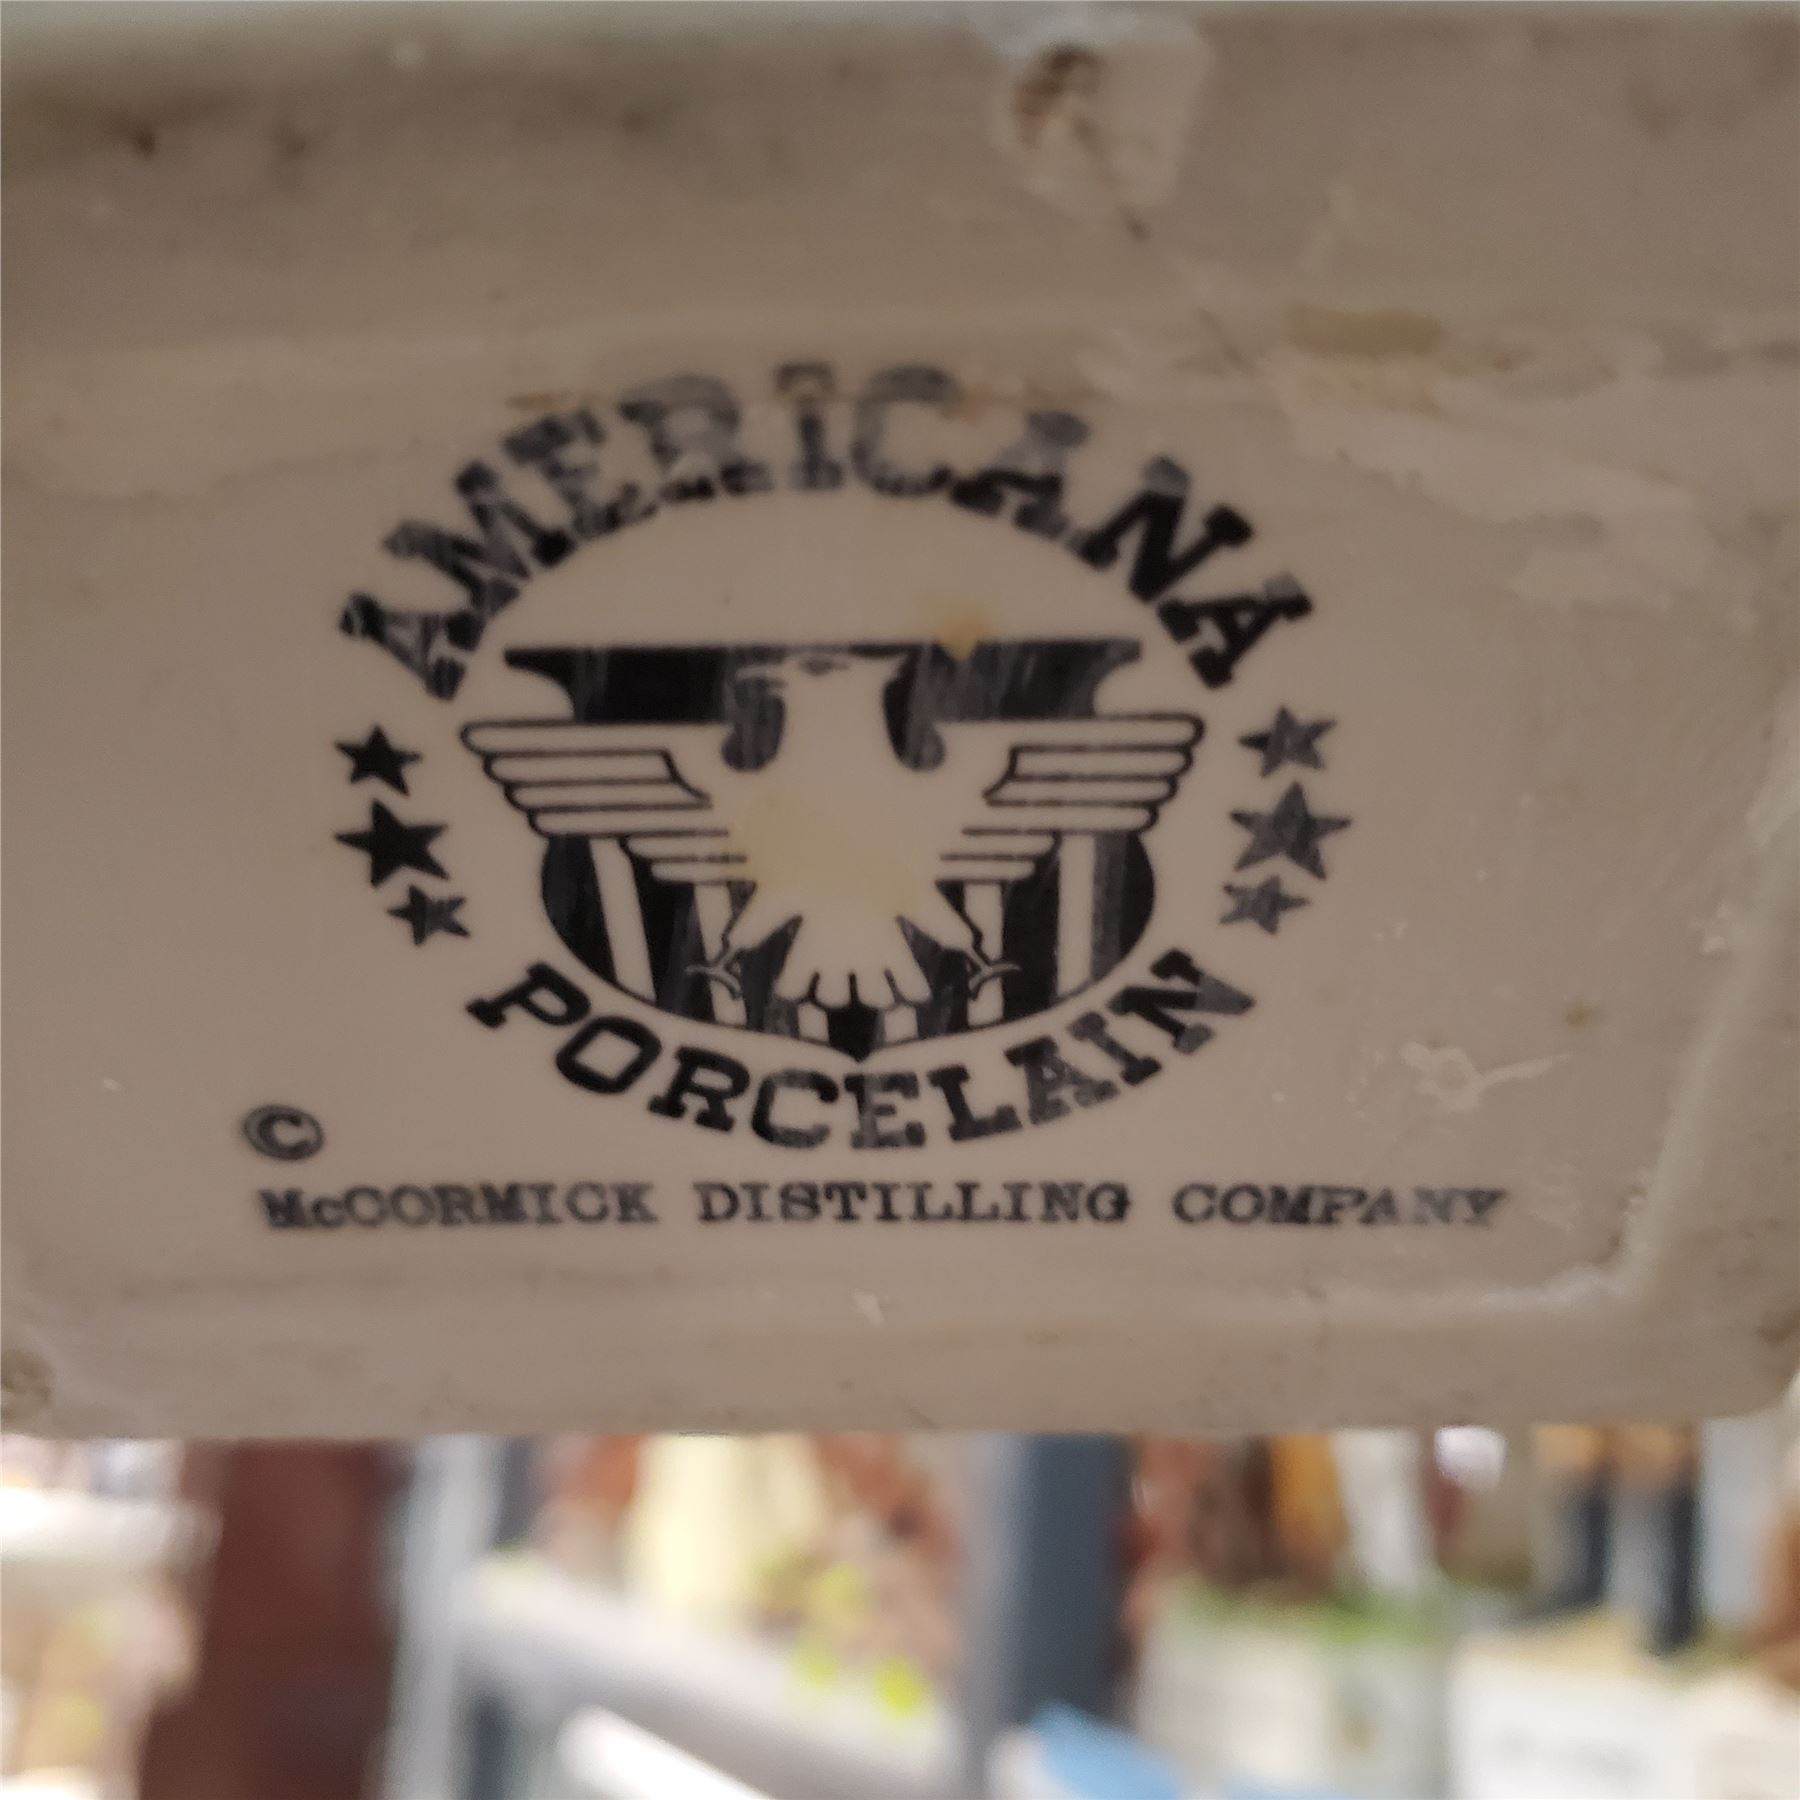 AMERICANA
PORCELAIN
©
McCORMICK DISTILLING COMPANY